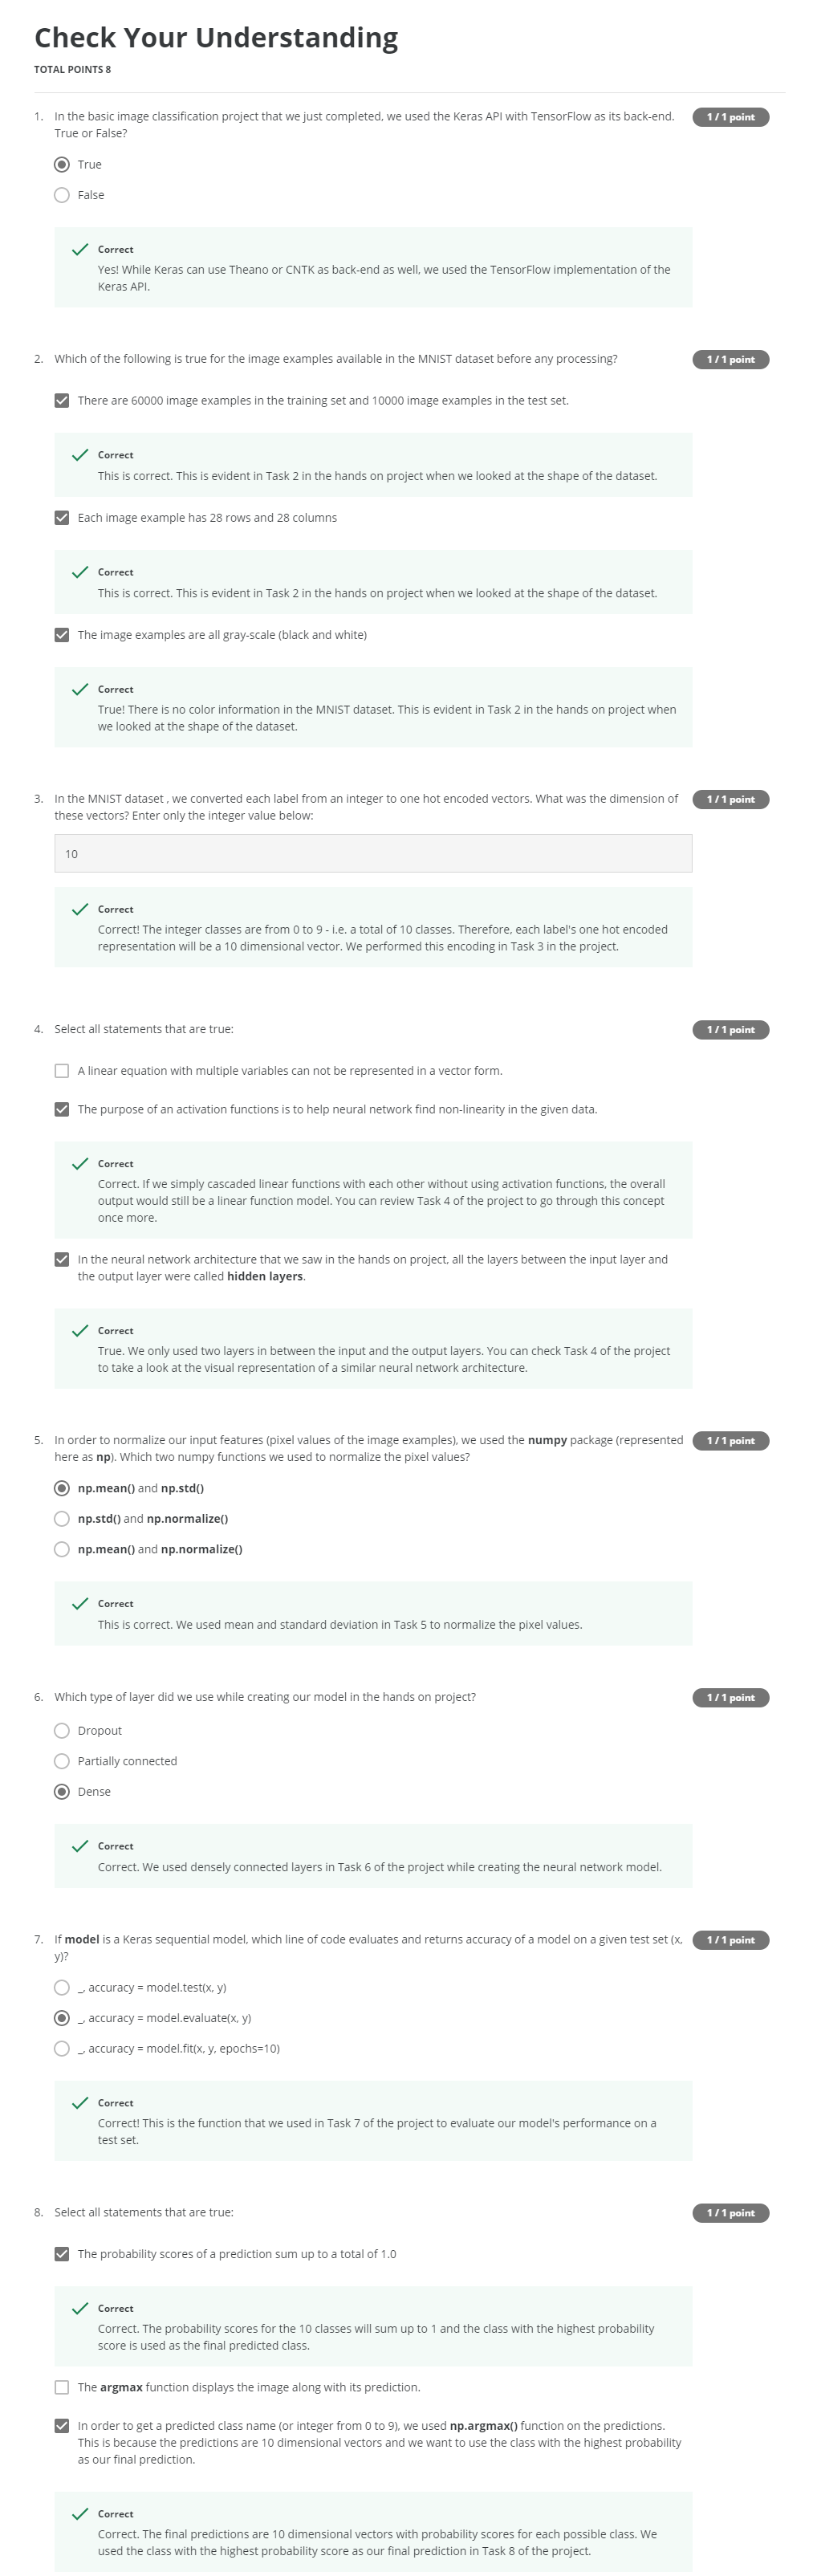 Check Your Understanding
TOTAL POINTS 8
1. In the basic image classification project that we just completed, we used the Keras API with TensorFlow as its back-end. 1 / 1 point
True or False?
True
False
Correct
Yes! While Keras can use Theano or CNTK as back-end as well, we used the TensorFlow implementation of the
Keras API.
2. Which of the following is true for the image examples available in the MNIST dataset before any processing? 1 / 1 point
There are 60000 image examples in the training set and 10000 image examples in the test set.
Correct
This is correct. This is evident in Task 2 in the hands on project when we looked at the shape of the dataset.
Each image example has 28 rows and 28 columns
Correct
This is correct. This is evident in Task 2 in the hands on project when we looked at the shape of the dataset.
The image examples are all gray-scale (black and white)
Correct
True! There is no color information in the MNIST dataset. This is evident in Task 2 in the hands on project when
we looked at the shape of the dataset.
3. In the MNIST dataset , we converted each label from an integer to one hot encoded vectors. What was the dimension of 1 / 1 point
these vectors? Enter only the integer value below:
10
Correct
Correct! The integer classes are from 0 to 9 - i.e. a total of 10 classes. Therefore, each label's one hot encoded
representation will be a 10 dimensional vector. We performed this encoding in Task 3 in the project.
4. Select all statements that are true: 1 / 1 point
A linear equation with multiple variables can not be represented in a vector form.
The purpose of an activation functions is to help neural network find non-linearity in the given data.
Correct
Correct. If we simply cascaded linear functions with each other without using activation functions, the overall
output would still be a linear function model. You can review Task 4 of the project to go through this concept
once more.
In the neural network architecture that we saw in the hands on project, all the layers between the input layer and
the output layer were called hidden layers.
Correct
True. We only used two layers in between the input and the output layers. You can check Task 4 of the project
to take a look at the visual representation of a similar neural network architecture.
5. In order to normalize our input features (pixel values of the image examples), we used the numpy package (represented 1 / 1 point
here as np). Which two numpy functions we used to normalize the pixel values?
np.mean() and np.std()
np.std() and np.normalize()
np.mean() and np.normalize()
Correct
This is correct. We used mean and standard deviation in Task 5 to normalize the pixel values.
6. Which type of layer did we use while creating our model in the hands on project? 1 / 1 point
Dropout
Partially connected
Dense
Correct
Correct. We used densely connected layers in Task 6 of the project while creating the neural network model.
7. If model is a Keras sequential model, which line of code evaluates and returns accuracy of a model on a given test set (x, 1 / 1 point
y)?
_, accuracy = model.test(x, y)
_, accuracy = model.evaluate(x, y)
_, accuracy = model.fit(x, y, epochs=10)
Correct
Correct! This is the function that we used in Task 7 of the project to evaluate our model's performance on a
test set.
8. Select all statements that are true: 1 / 1 point
The probability scores of a prediction sum up to a total of 1.0
Correct
Correct. The probability scores for the 10 classes will sum up to 1 and the class with the highest probability
score is used as the final predicted class.
The argmax function displays the image along with its prediction.
In order to get a predicted class name (or integer from 0 to 9), we used np.argmax() function on the predictions.
This is because the predictions are 10 dimensional vectors and we want to use the class with the highest probability
as our final prediction.
Correct
Correct. The final predictions are 10 dimensional vectors with probability scores for each possible class. We
used the class with the highest probability score as our final prediction in Task 8 of the project.